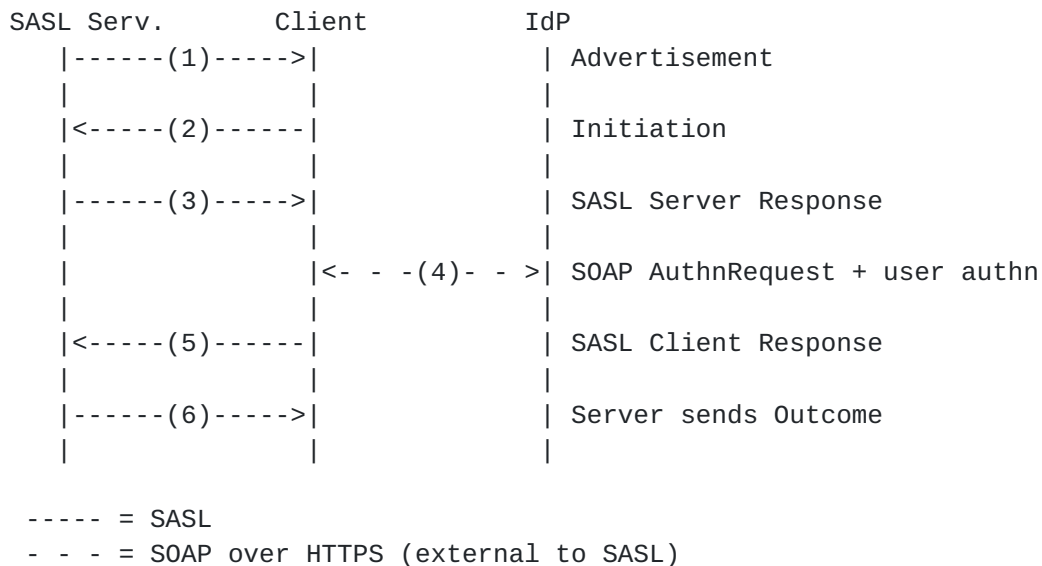 SASL Serv.       Client          IdP
   |------(1)----->|              | Advertisement
   |               |              |
   |<-----(2)------|              | Initiation
   |               |              |
   |------(3)----->|              | SASL Server Response
   |               |              |
   |               |<- - -(4)- - >| SOAP AuthnRequest + user authn
   |               |              |
   |<-----(5)------|              | SASL Client Response
   |               |              |
   |------(6)----->|              | Server sends Outcome
   |               |              |
 ----- = SASL
 - - - = SOAP over HTTPS (external to SASL)